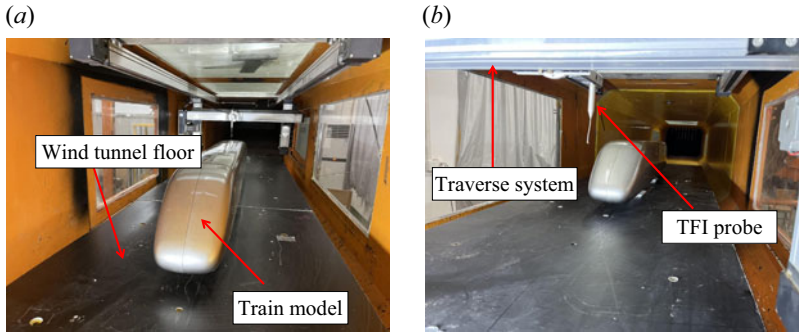 (a)
(b)
Wind tunnel floor
Train model
Traverse system
TFI probe